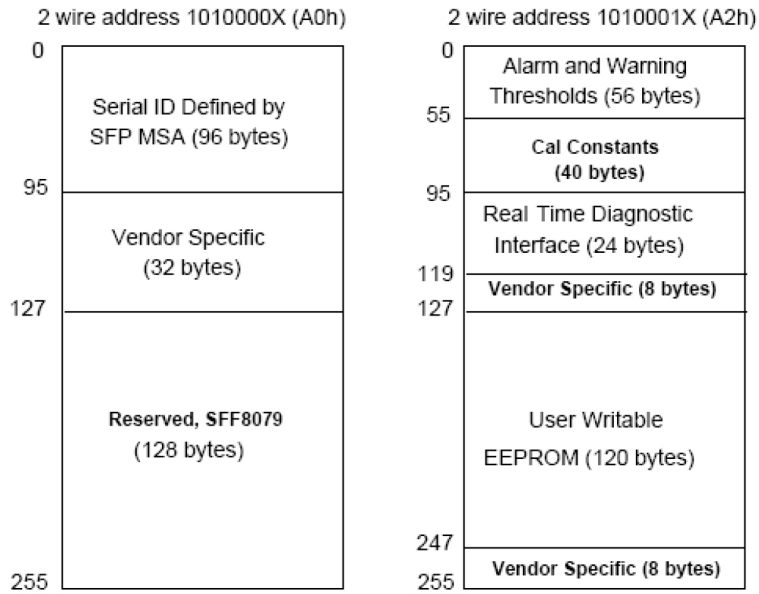 2 wire address 1010000X (A0h)
0
Serial ID Defined by
SFP MSA (96 bytes)
95
Vendor Specific
(32 bytes)
127
Reserved, SFF8079
(128 bytes)
255
2 wire address 1010001X (A2h)
0
Alarm and Warning
Thresholds (56 bytes)
55
Cal Constants
(40 bytes)
95
Real Time Diagnostic
Interface (24 bytes)
119
Vendor Specific (8 bytes)
127
User Writable
EEPROM (120 bytes)
247
Vendor Specific (8 bytes)
255